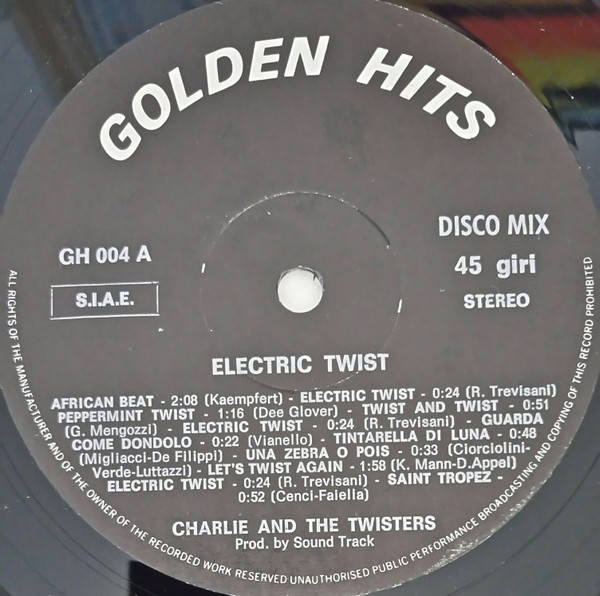 GOLDEN HITS
GH 004 A
S.I.A.E.
DISCO MIX
45 giri
STEREO
ELECTRIC TWIST
AFRICAN BEAT - 2:08 (Kaempfert) - ELECTRIC TWIST - 0:24 (R. Trevisani)
PEPPERMINT TWIST - 1:16 (Dee Glover) - TWIST AND TWIST - 0:51
(G. Mengozzi) - ELECTRIC TWIST - 0:24 (R. Trevisani) - GUARDA
COME DONDOLO - 0:22 (Vianello) - TINTARELLA DI LUNA - 0:48
(Migliacci-De Filippi) - UNA ZEBRA O POIS - 0:33 (Ciorciolini-
Verde-Luttazzi) - LET'S TWIST AGAIN - 1:58 (K. Mann-D.Appel)
ELECTRIC TWIST - 0:24 (R. Trevisani) - SAINT TROPEZ -
0:52 (Cenci-Faiella)
CHARLIE AND THE TWISTERS
Prod. by Sound Track
ALL RIGHTS OF THE MANUFACTURER AND OF THE OWNER OF THE RECORDED WORK RESERVED UNAUTHORISED PUBLIC PERFORMANCE BROADCASTING AND COPYING OF THIS RECORD PROHIBITED